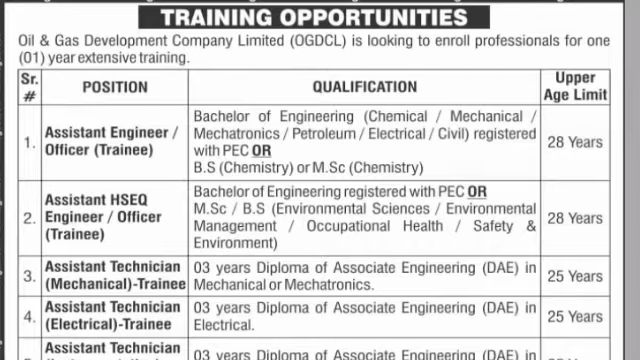 TRAINING OPPORTUNITIES
Oil & Gas Development Company Limited (OGDCL) is looking to enroll professionals for one
(01) year extensive training.
Sr.
#
POSITION
QUALIFICATION
Upper
Age Limit
1.
Assistant Engineer /
Officer (Trainee)
Bachelor of Engineering (Chemical / Mechanical /
Mechatronics / Petroleum / Electrical / Civil) registered
with PEC OR
B.S (Chemistry) or M.Sc (Chemistry)
28 Years
2.
Assistant HSEQ
Engineer / Officer
(Trainee)
Bachelor of Engineering registered with PEC OR
M.Sc / B.S (Environmental Sciences / Environmental
Management / Occupational Health / Safety &
Environment)
28 Years
3.
Assistant Technician
(Mechanical)-Trainee
03 years Diploma of Associate Engineering (DAE) in
Mechanical or Mechatronics.
25 Years
4.
Assistant Technician
(Electrical)-Trainee
03 years Diploma of Associate Engineering (DAE) in
Electrical.
25 Years
Assistant Technician
03 years Diploma of Associate Engineering (DAE) in